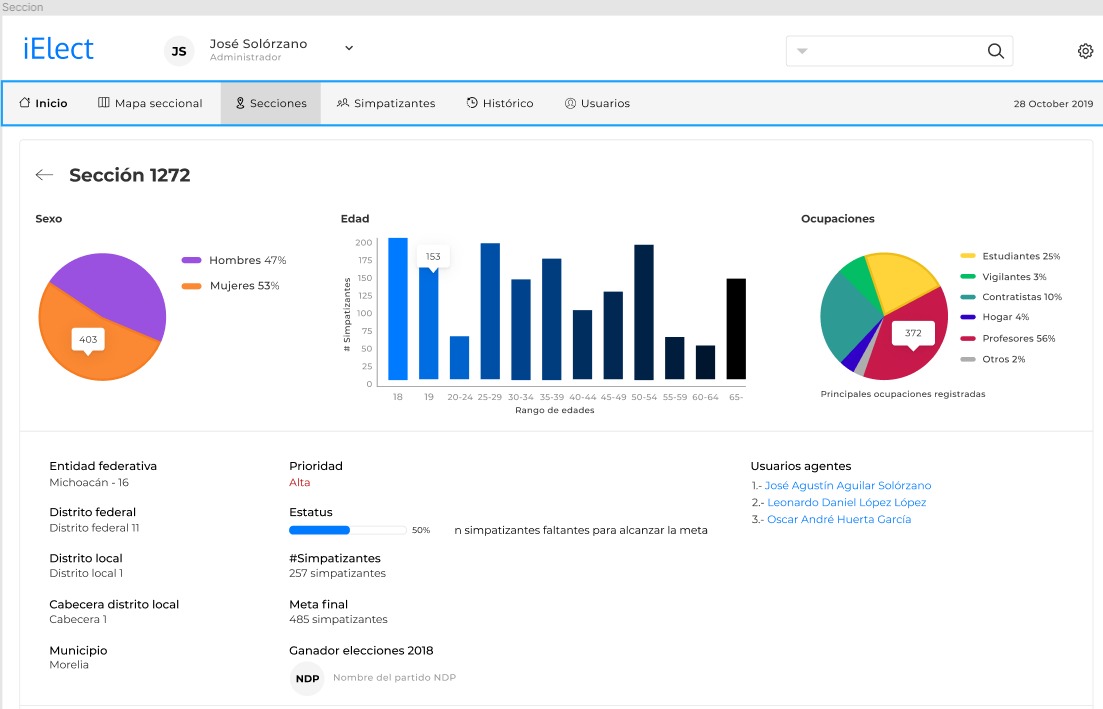 Seccion
iElect
JS
José Solórzano
Administrador
Inicio
Mapa seccional
Secciones
Simpatizantes
Histórico
Usuarios
28 October 2019
Sección 1272
Sexo
403
Hombres 47%
Mujeres 53%
Edad
# Simpatizantes
200
175
150
125
100
75
50
25
0
153
18 19 20-24 25-29 30-34 35-39 40-44 45-49 50-54 55-59 60-64 65-
Rango de edades
Ocupaciones
372
Estudiantes 25%
Vigilantes 3%
Contratistas 10%
Hogar 4%
Profesores 56%
Otros 2%
Principales ocupaciones registradas
Entidad federativa
Michoacán - 16
Distrito federal
Distrito federal 11
Distrito local
Distrito local 1
Cabecera distrito local
Cabecera 1
Municipio
Morelia
Prioridad
Alta
Estatus
50%
n simpatizantes faltantes para alcanzar la meta
#Simpatizantes
257 simpatizantes
Meta final
485 simpatizantes
Ganador elecciones 2018
NDP
Nombre del partido NDP
Usuarios agentes
1.- José Agustín Aguilar Solórzano
2.- Leonardo Daniel López López
3.- Oscar André Huerta García